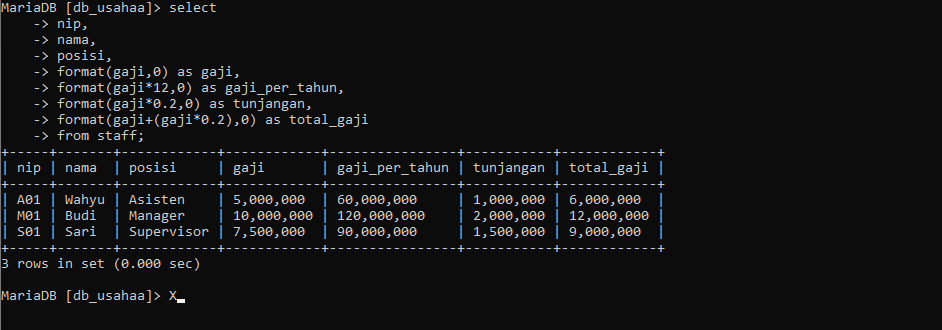 MariaDB [db_usahaa]> select
    -> nip,
    -> nama,
    -> posisi,
    -> format(gaji,0) as gaji,
    -> format(gaji*12,0) as gaji_per_tahun,
    -> format(gaji*0.2,0) as tunjangan,
    -> format(gaji+(gaji*0.2),0) as total_gaji
    -> from staff;
+-----+-------+------------+------------+----------------+-----------+------------+
| nip | nama  | posisi     | gaji       | gaji_per_tahun | tunjangan | total_gaji |
+-----+-------+------------+------------+----------------+-----------+------------+
| A01 | Wahyu | Asisten    | 5,000,000  | 60,000,000     | 1,000,000 | 6,000,000  |
| M01 | Budi  | Manager    | 10,000,000 | 120,000,000    | 2,000,000 | 12,000,000 |
| S01 | Sari  | Supervisor | 7,500,000  | 90,000,000     | 1,500,000 | 9,000,000  |
+-----+-------+------------+------------+----------------+-----------+------------+
3 rows in set (0.000 sec)

MariaDB [db_usahaa]> X_